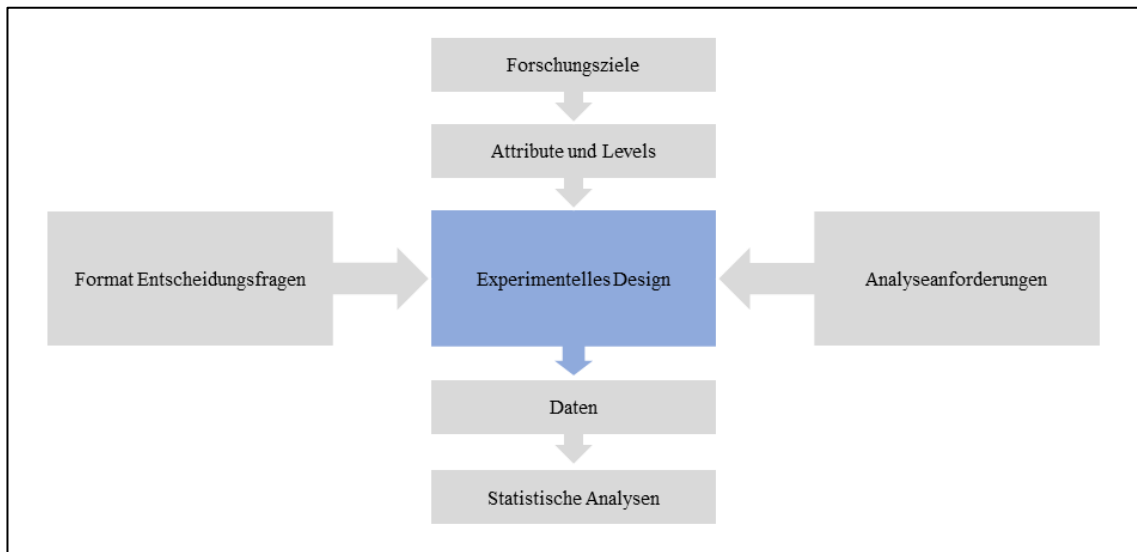 Forschungsziele
Attribute und Levels
Format Entscheidungsfragen
Experimentelles Design
Analyseanforderungen
Daten
Statistische Analysen